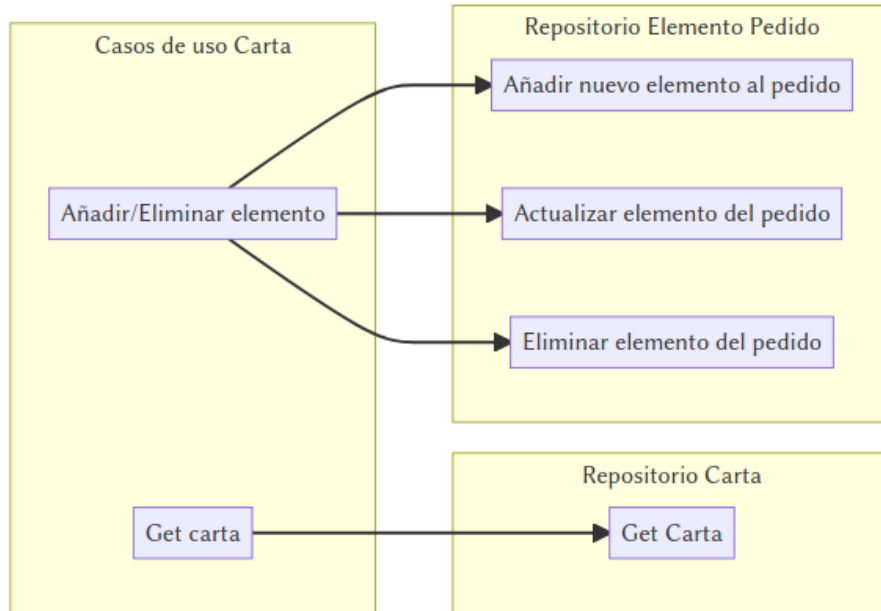 Casos de uso Carta
Añadir/Eliminar elemento
Get carta
Repositorio Elemento Pedido
Añadir nuevo elemento al pedido
Actualizar elemento del pedido
Eliminar elemento del pedido
Repositorio Carta
Get Carta